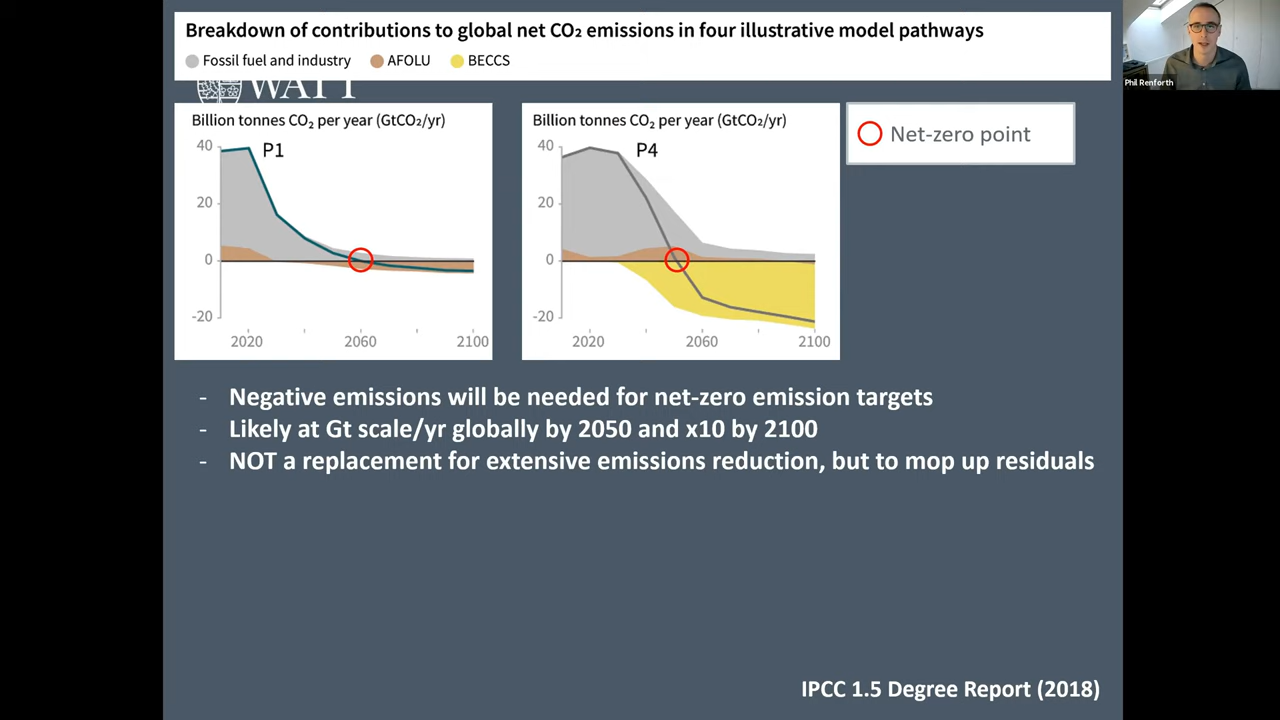 Breakdown of contributions to global net CO₂ emissions in four illustrative model pathways
Fossil fuel and industry AFOLU BECCS
Phil Renforth
WATT
Billion tonnes CO₂ per year (GtCO₂/yr)
P1
40
20
0
-20
2020 2060 2100
Billion tonnes CO₂ per year (GtCO₂/yr)
P4
40
20
0
-20
2020 2060 2100
Net-zero point
- Negative emissions will be needed for net-zero emission targets
- Likely at Gt scale/yr globally by 2050 and x10 by 2100
- NOT a replacement for extensive emissions reduction, but to mop up residuals
IPCC 1.5 Degree Report (2018)